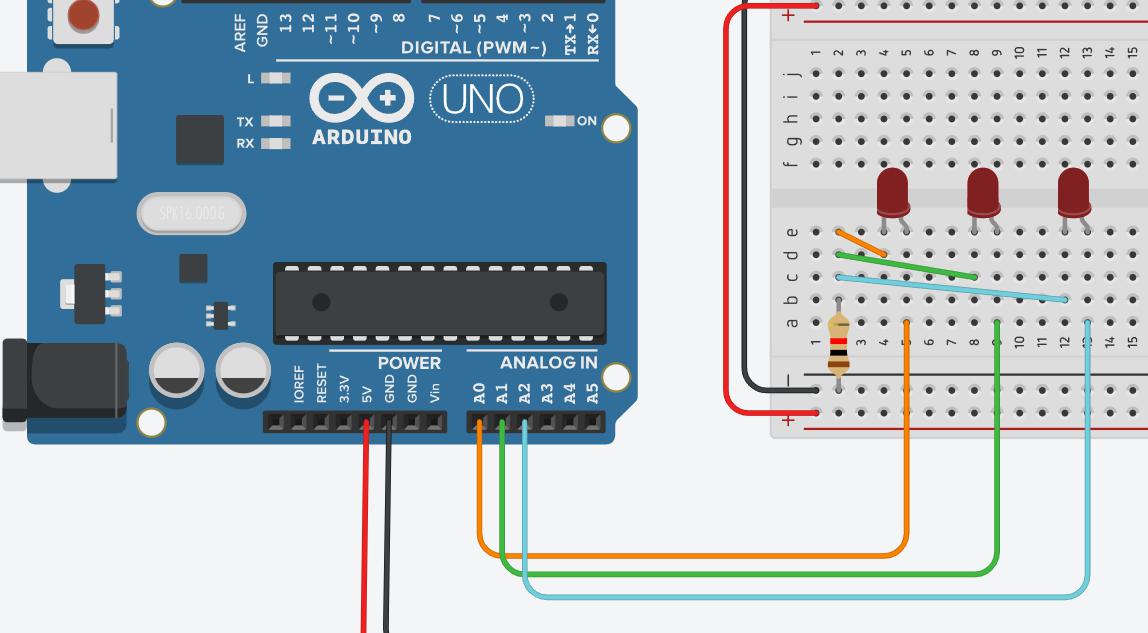 AREF
GND
13
12
~11
~10
~9
8
7
~6
~5
4
~3
2
TX→1
RX←0
DIGITAL (PWM ~)
L
TX
RX
ARDUINO
UNO
ON
SPK16.000G
POWER
ANALOG IN
IOREF
RESET
3.3V
5V
GND
GND
Vin
A0
A1
A2
A3
A4
A5
+
1 2 3 4 5 6 7 8 9 10 11 12 13 14 15
j
i
h
g
f
e
d
c
b
a
1 3 4 5 6 7 8 9 10 11 12 13 14 15
−
+